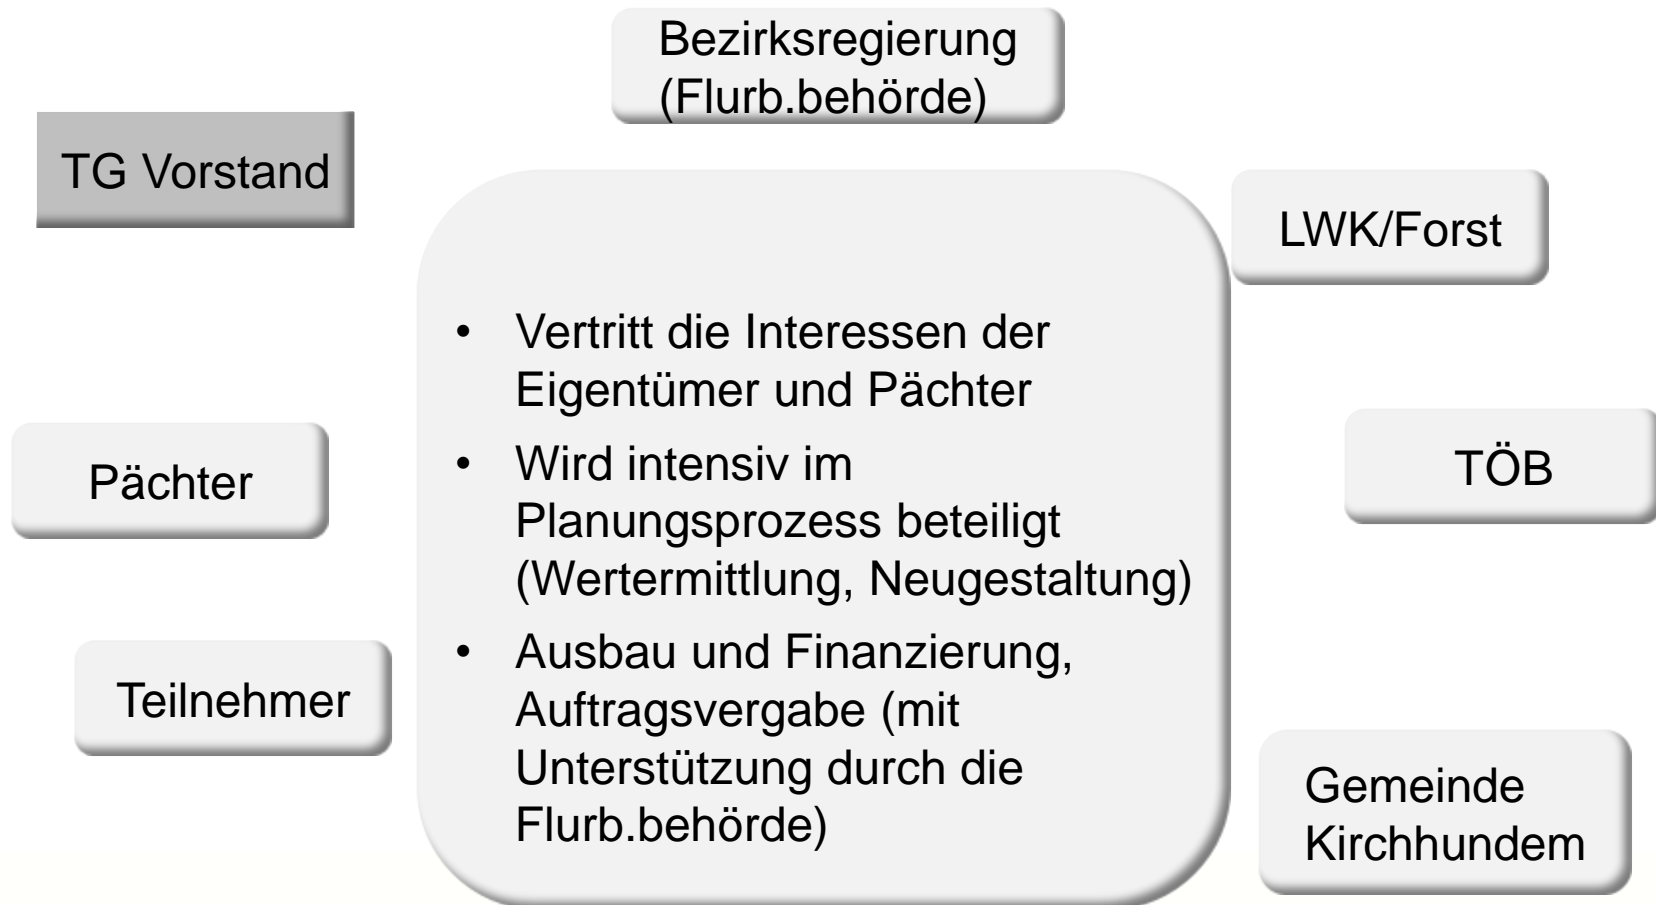 Bezirksregierung
(Flurb.behörde)
TG Vorstand
LWK/Forst
• Vertritt die Interessen der
Eigentümer und Pächter
• Wird intensiv im
Planungsprozess beteiligt
(Wertermittlung, Neugestaltung)
• Ausbau und Finanzierung,
Auftragsvergabe (mit
Unterstützung durch die
Flurb.behörde)
Pächter
TÖB
Teilnehmer
Gemeinde
Kirchhundem